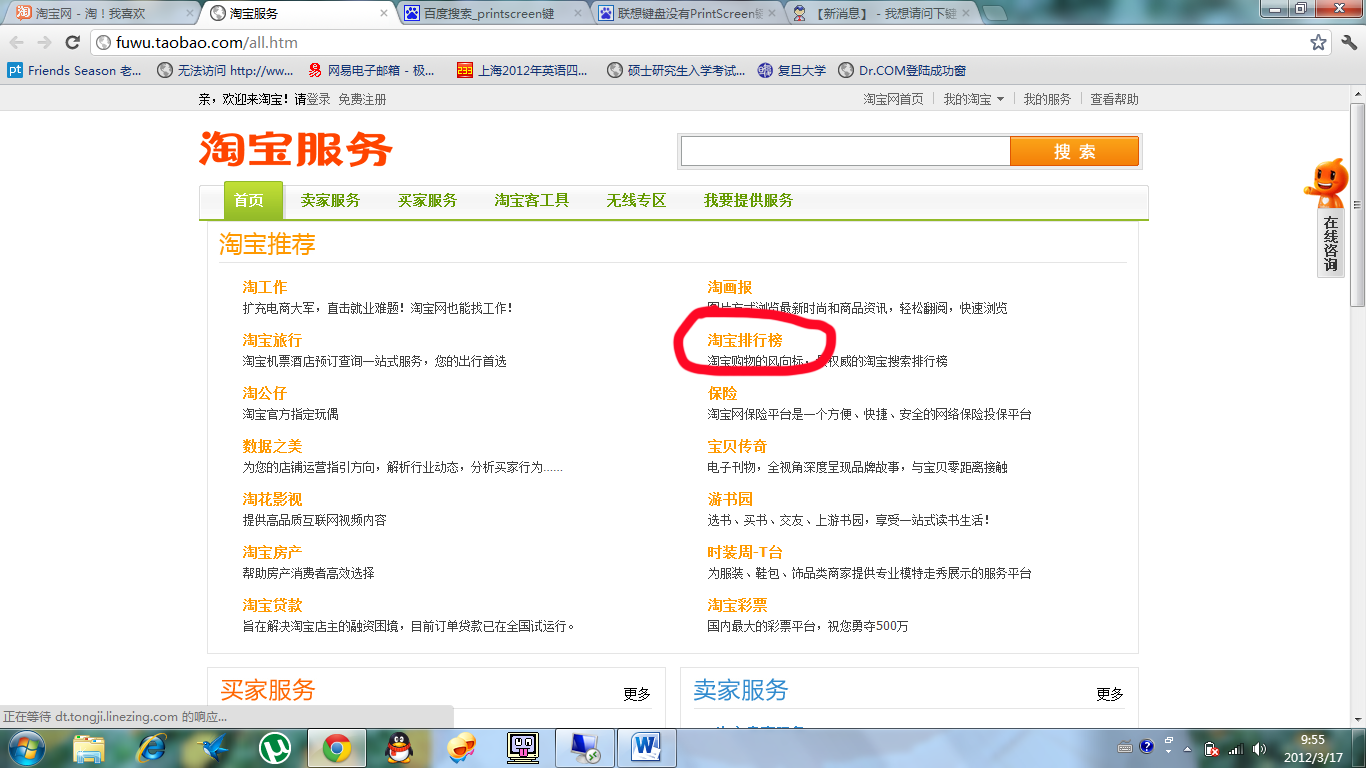 淘宝网 - 淘！我喜欢
淘宝服务
百度搜索_printscreen键
联想键盘没有PrintScreen键
【新消息】 - 我想请问下键
fuwu.taobao.com/all.htm
Friends Season 老...
无法访问 http://ww...
网易电子邮箱 - 极...
上海2012年英语四...
硕士研究生入学考试...
复旦大学
Dr.COM登陆成功窗
亲，欢迎来淘宝！请登录 免费注册
淘宝网首页
我的淘宝
我的服务
查看帮助
淘宝服务
搜 索
首页
卖家服务
买家服务
淘宝客工具
无线专区
我要提供服务
在线咨询
淘宝推荐
淘工作
扩充电商大军，直击就业难题！淘宝网也能找工作！
淘画报
图片方式浏览最新时尚和商品资讯，轻松翻阅，快速浏览
淘宝旅行
淘宝机票酒店预订查询一站式服务，您的出行首选
淘宝排行榜
淘宝购物的风向标，最权威的淘宝搜索排行榜
淘公仔
淘宝官方指定玩偶
保险
淘宝网保险平台是一个方便、快捷、安全的网络保险投保平台
数据之美
为您的店铺运营指引方向，解析行业动态，分析买家行为......
宝贝传奇
电子刊物，全视角深度呈现品牌故事，与宝贝零距离接触
淘花影视
提供高品质互联网视频内容
游书园
选书、买书、交友、上游书园，享受一站式读书生活！
淘宝房产
帮助房产消费者高效选择
时装周-T台
为服装、鞋包、饰品类商家提供专业模特走秀展示的服务平台
淘宝贷款
旨在解决淘宝店主的融资困境，目前订单贷款已在全国试运行。
淘宝彩票
国内最大的彩票平台，祝您勇夺500万
买家服务
更多
卖家服务
更多
正在等待 dt.tongji.linezing.com 的响应...
9:55
2012/3/17